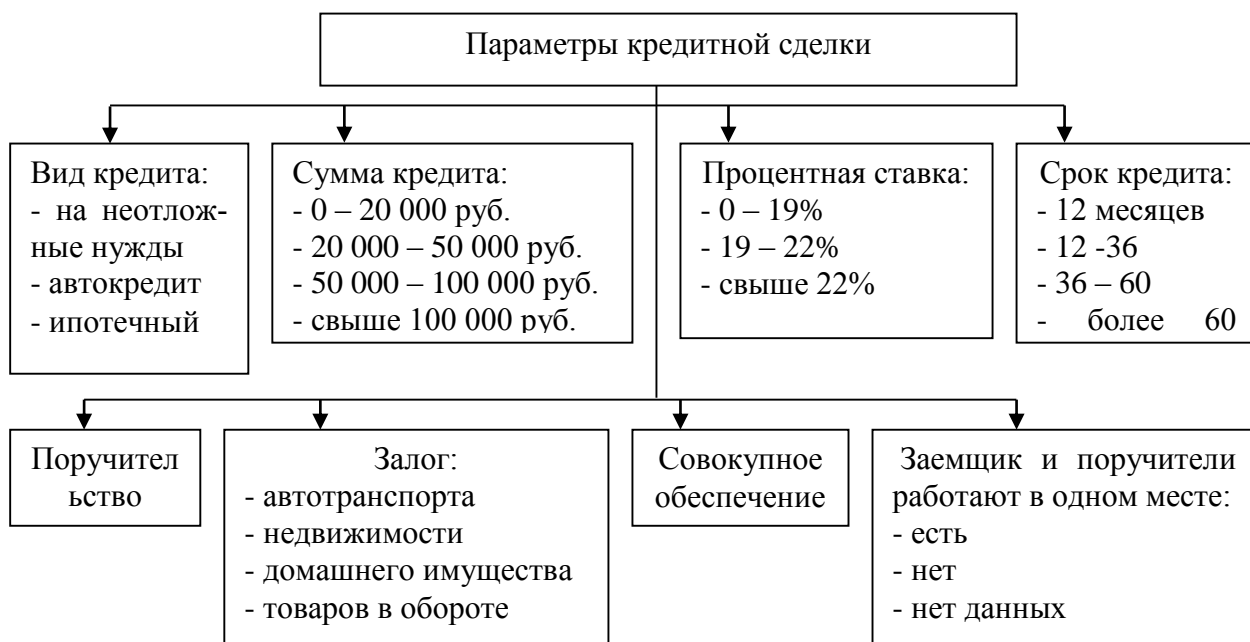 Параметры кредитной сделки
Вид кредита:
- на неотлож-
ные нужды
- автокредит
- ипотечный
Сумма кредита:
- 0 – 20 000 руб.
- 20 000 – 50 000 руб.
- 50 000 – 100 000 руб.
- свыше 100 000 руб.
Процентная ставка:
- 0 – 19%
- 19 – 22%
- свыше 22%
Срок кредита:
- 12 месяцев
- 12 -36
- 36 – 60
- более 60
Поручител
ьство
Залог:
- автотранспорта
- недвижимости
- домашнего имущества
- товаров в обороте
Совокупное
обеспечение
Заемщик и поручители
работают в одном месте:
- есть
- нет
- нет данных